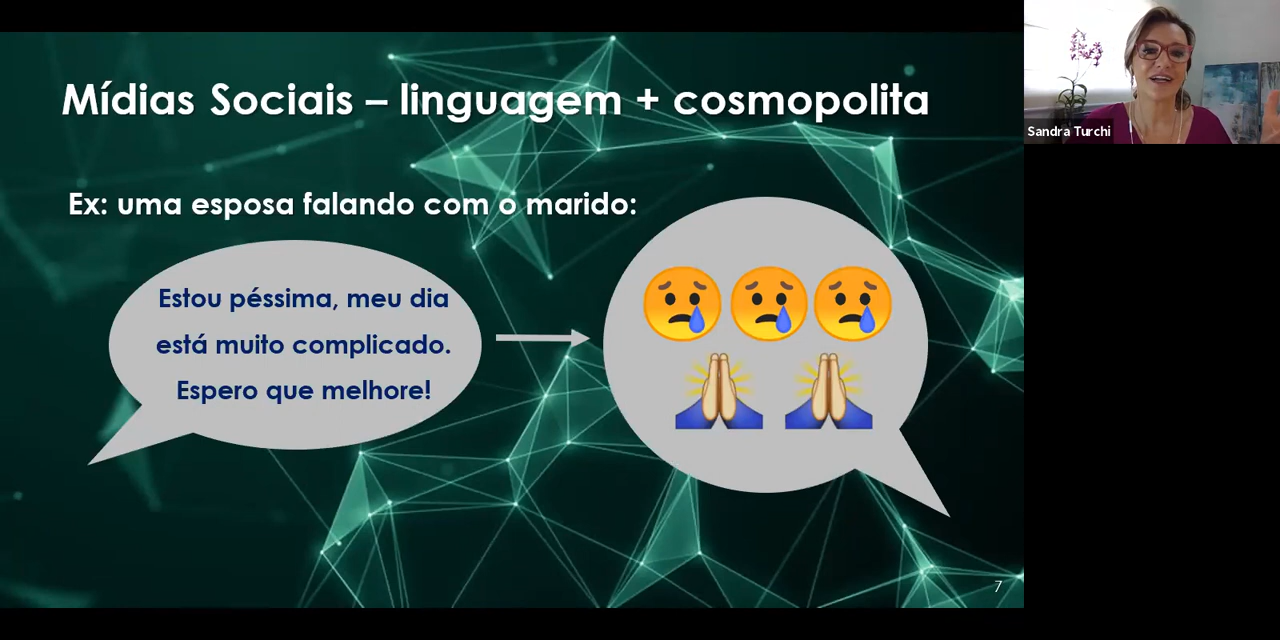 Mídias Sociais – linguagem + cosmopolita
Sandra Turchi
Ex: uma esposa falando com o marido:
Estou péssima, meu dia
está muito complicado.
Espero que melhore!
7